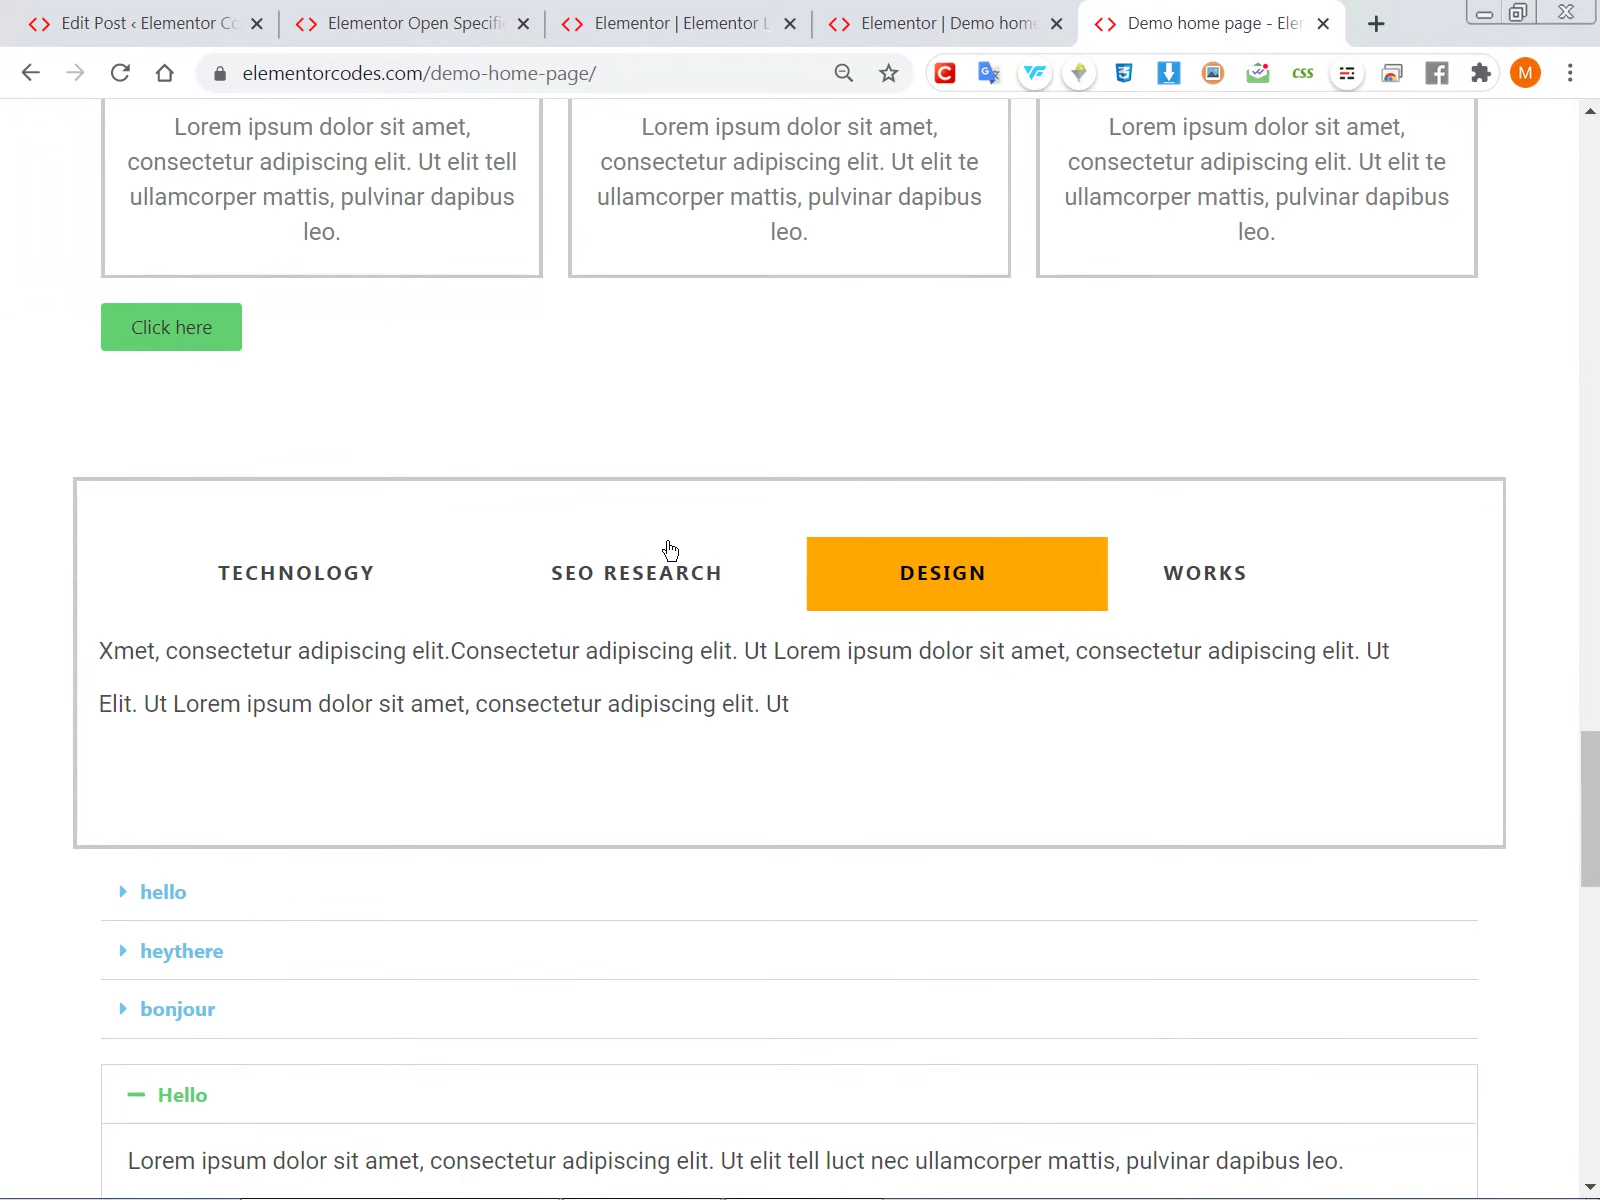 Edit Post ‹ Elementor Co
Elementor Open Specifi
Elementor | Elementor L
Elementor | Demo home
Demo home page - Ele
elementorcodes.com/demo-home-page/
CSS
M
Lorem ipsum dolor sit amet,
consectetur adipiscing elit. Ut elit tell
ullamcorper mattis, pulvinar dapibus
leo.
Lorem ipsum dolor sit amet,
consectetur adipiscing elit. Ut elit te
ullamcorper mattis, pulvinar dapibus
leo.
Lorem ipsum dolor sit amet,
consectetur adipiscing elit. Ut elit te
ullamcorper mattis, pulvinar dapibus
leo.
Click here
TECHNOLOGY SEO RESEARCH DESIGN WORKS
Xmet, consectetur adipiscing elit.Consectetur adipiscing elit. Ut Lorem ipsum dolor sit amet, consectetur adipiscing elit. Ut
Elit. Ut Lorem ipsum dolor sit amet, consectetur adipiscing elit. Ut
hello
heythere
bonjour
Hello
Lorem ipsum dolor sit amet, consectetur adipiscing elit. Ut elit tell luct nec ullamcorper mattis, pulvinar dapibus leo.